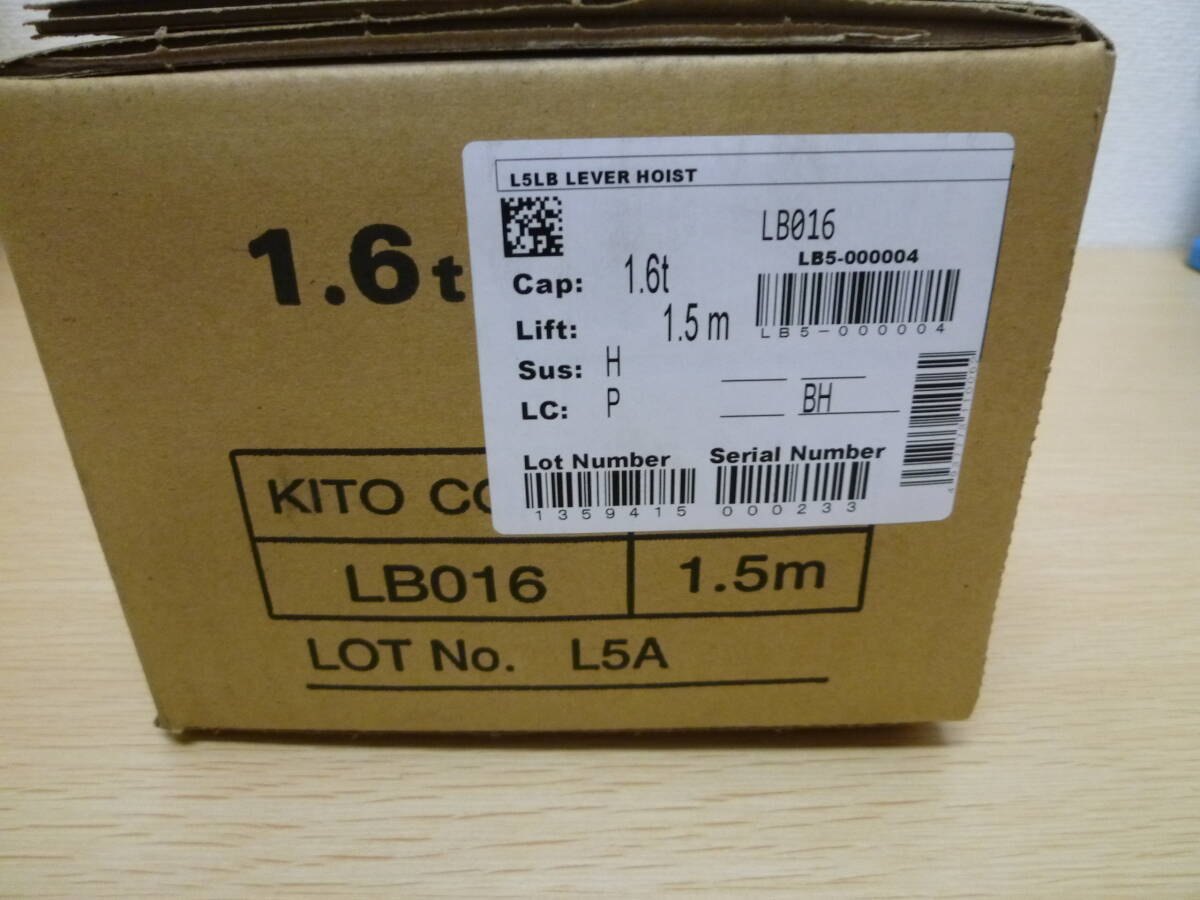 1.6t
L5LB LEVER HOIST
LB016
LB5-000004
LB5-000004
Cap: 1.6t
Lift: 1.5 m
Sus: H
LC: P BH
Lot Number Serial Number
1359415 000233
KITO
LB016 1.5m
LOT No. L5A